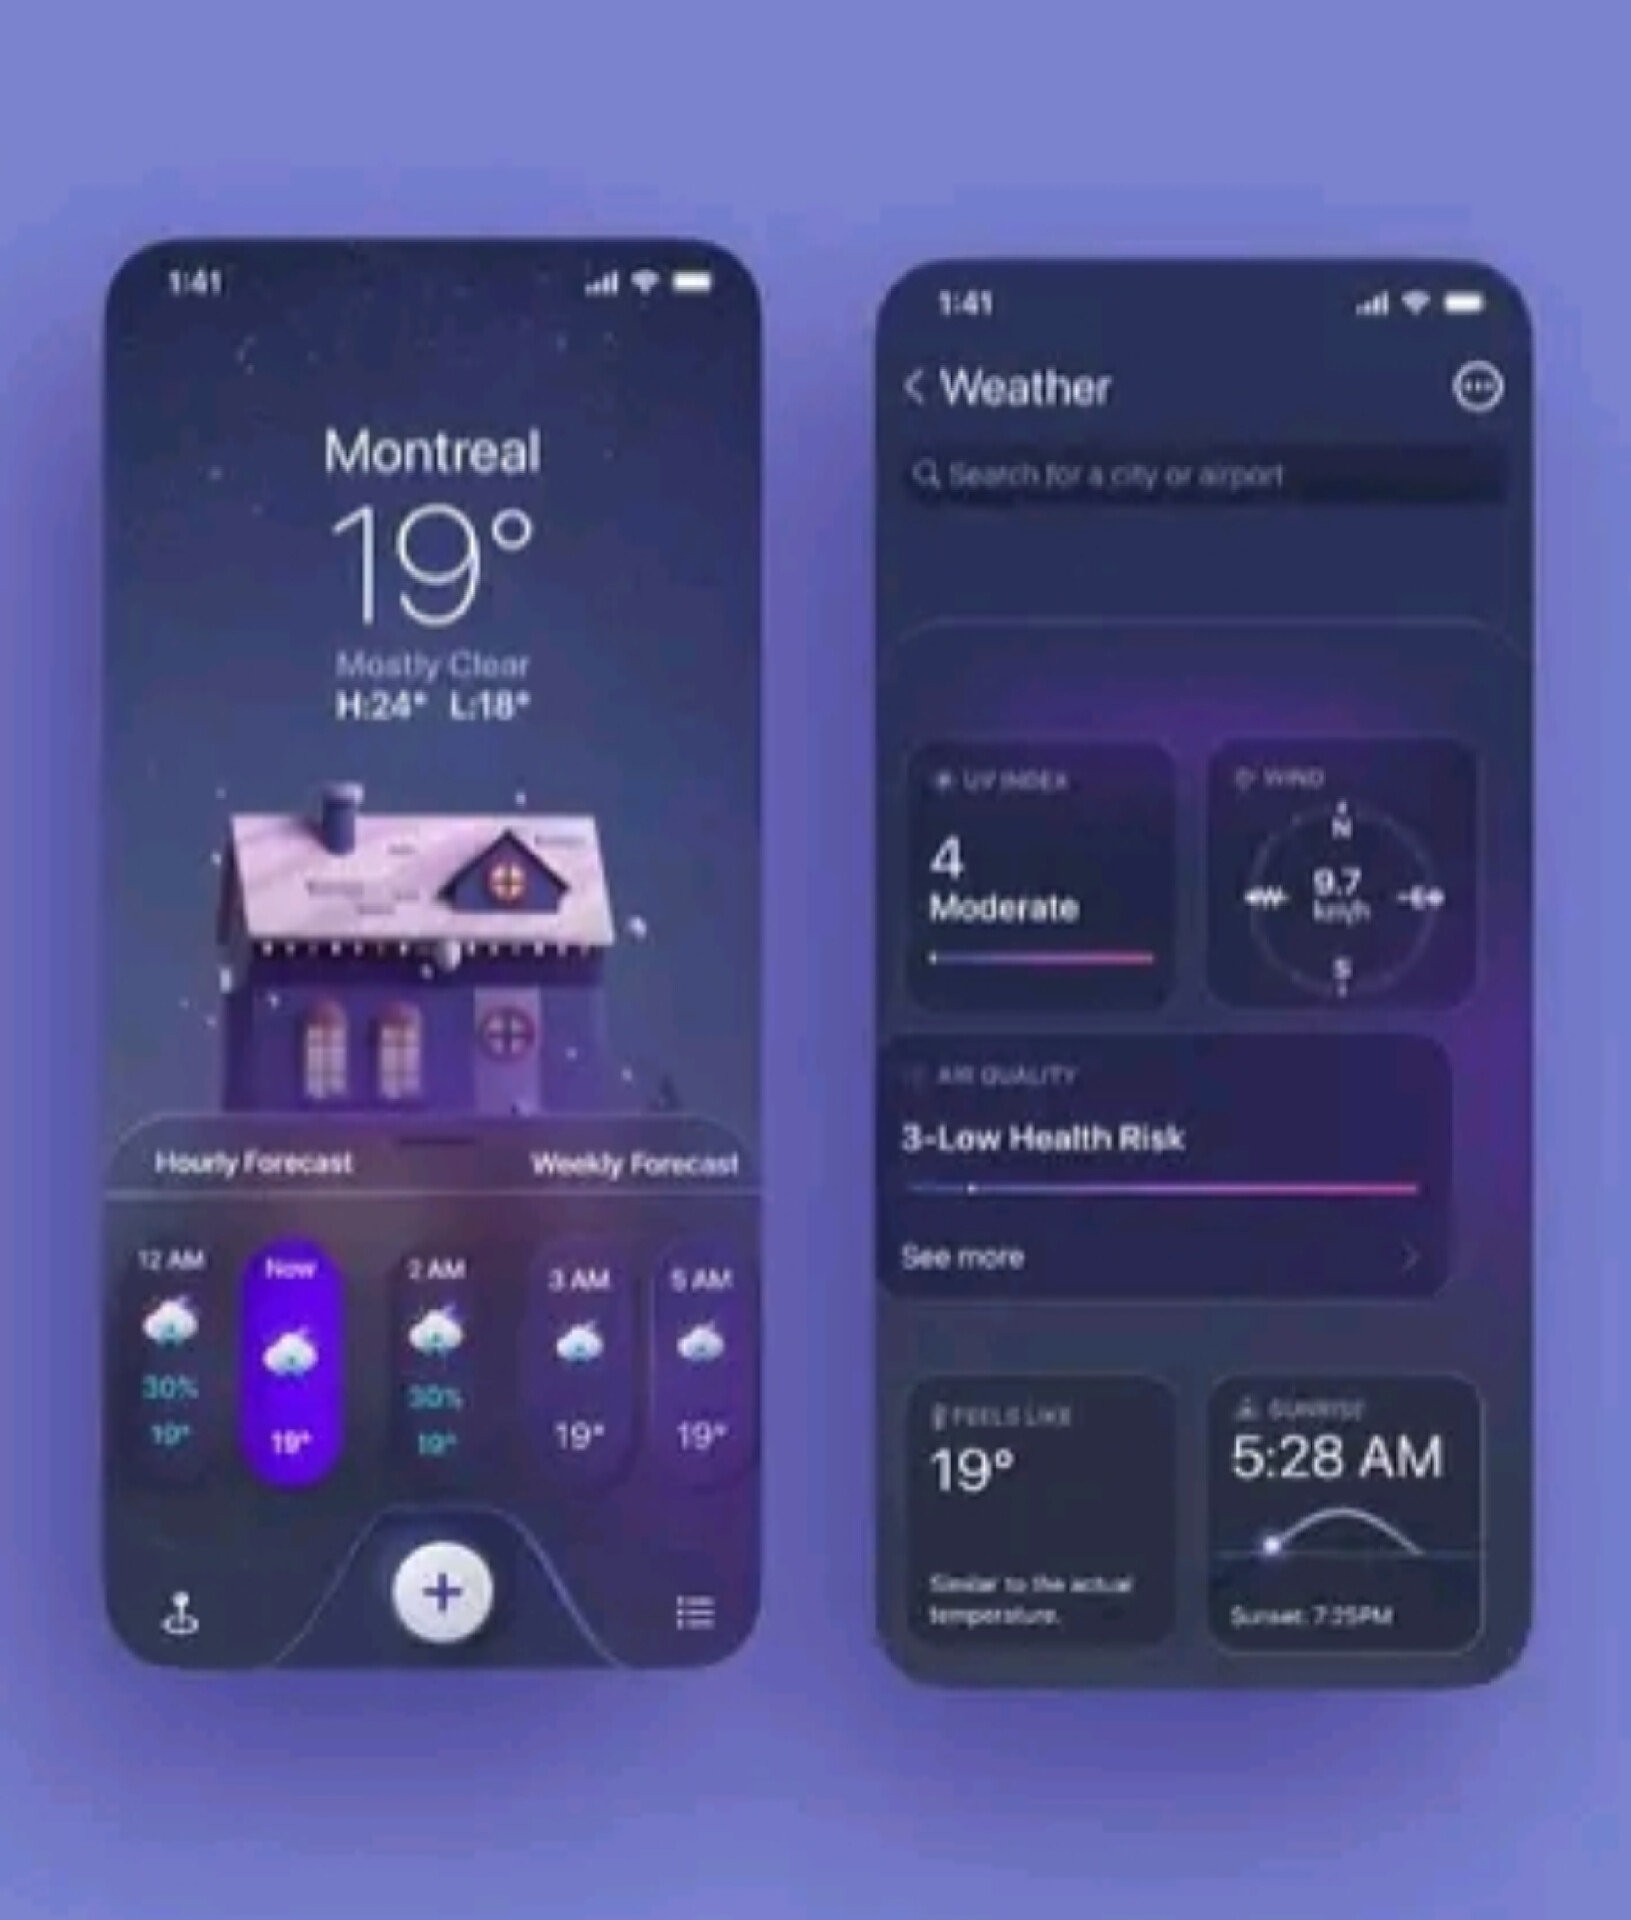 1:41
Montreal
19°
Mostly Clear
H:24° L:18°
Hourly Forecast
Weekly Forecast
12 AM
30%
19°
Now
19°
2 AM
30%
19°
3 AM
19°
5 AM
19°
1:41
Weather
Search for a city or airport
UV INDEX
4
Moderate
WIND
N
W
9.7
km/h
E
S
AIR QUALITY
3-Low Health Risk
See more
FEELS LIKE
19°
Similar to the actual
temperature.
SUNRISE
5:28 AM
Sunset: 7:25PM